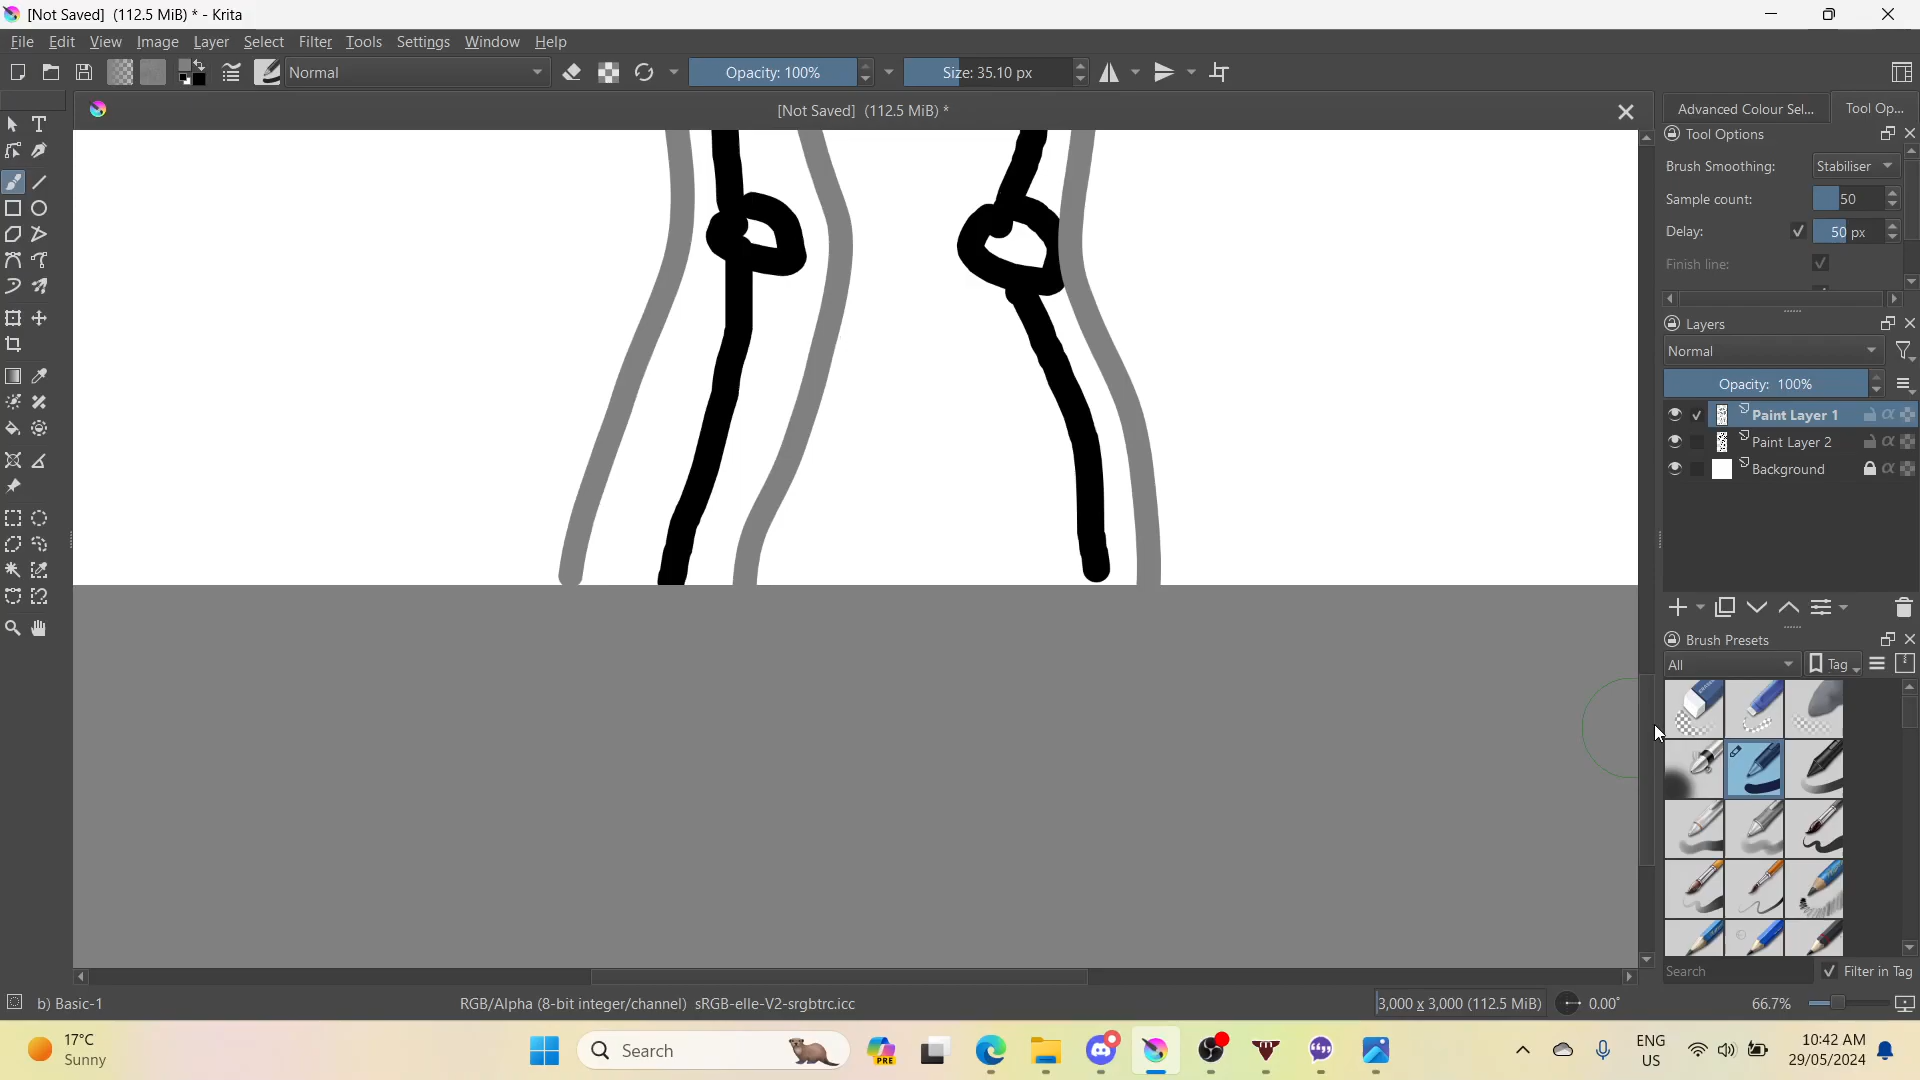 [Not Saved]  (112.5 MiB) * - Krita
File Edit View Image Layer Select Filter Tools Settings Window Help
Normal Opacity: 100% Size: 35.10 px
[Not Saved]  (112.5 MiB) *
Advanced Colour Sel... Tool Op...
Tool Options
Brush Smoothing: Stabiliser
Sample count: 50
Delay: 50 px
Finish line:
Layers
Normal
Opacity: 100%
Paint Layer 1
Paint Layer 2
Background
Brush Presets
All Tag
Search Filter in Tag
b) Basic-1 RGB/Alpha (8-bit integer/channel)  sRGB-elle-V2-srgbtrc.icc 3,000 x 3,000 (112.5 MiB) 0.00° 66.7%
17°C
Sunny
Search
PRE
ENG
US
10:42 AM
29/05/2024